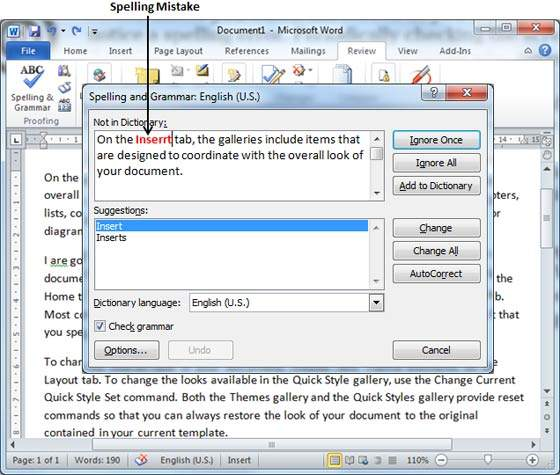 Spelling Mistake
Document1 - Microsoft Word
File Home Insert Page Layout References Mailings Review View Add-Ins
ABC
Spelling &
Grammar
ABC
123
Proofing
Spelling and Grammar: English (U.S.)
Not in Dictionary:
On the Inserrt tab, the galleries include items that
are designed to coordinate with the overall look of
your document.
Ignore Once
Ignore All
Add to Dictionary
Suggestions:
Insert
Inserts
Change
Change All
AutoCorrect
Dictionary language: English (U.S.)
Check grammar
Options... Undo Cancel
On the
overall
lists, co
diagran
I are go
docume the
Home t b.
Most co that
you spe
To chan
Layout tab. To change the looks available in the Quick Style gallery, use the Change Current
Quick Style Set command. Both the Themes gallery and the Quick Styles gallery provide reset
commands so that you can always restore the look of your document to the original
contained in your current template.
Page: 1 of 1 Words: 190 English (U.S.) Insert 110%